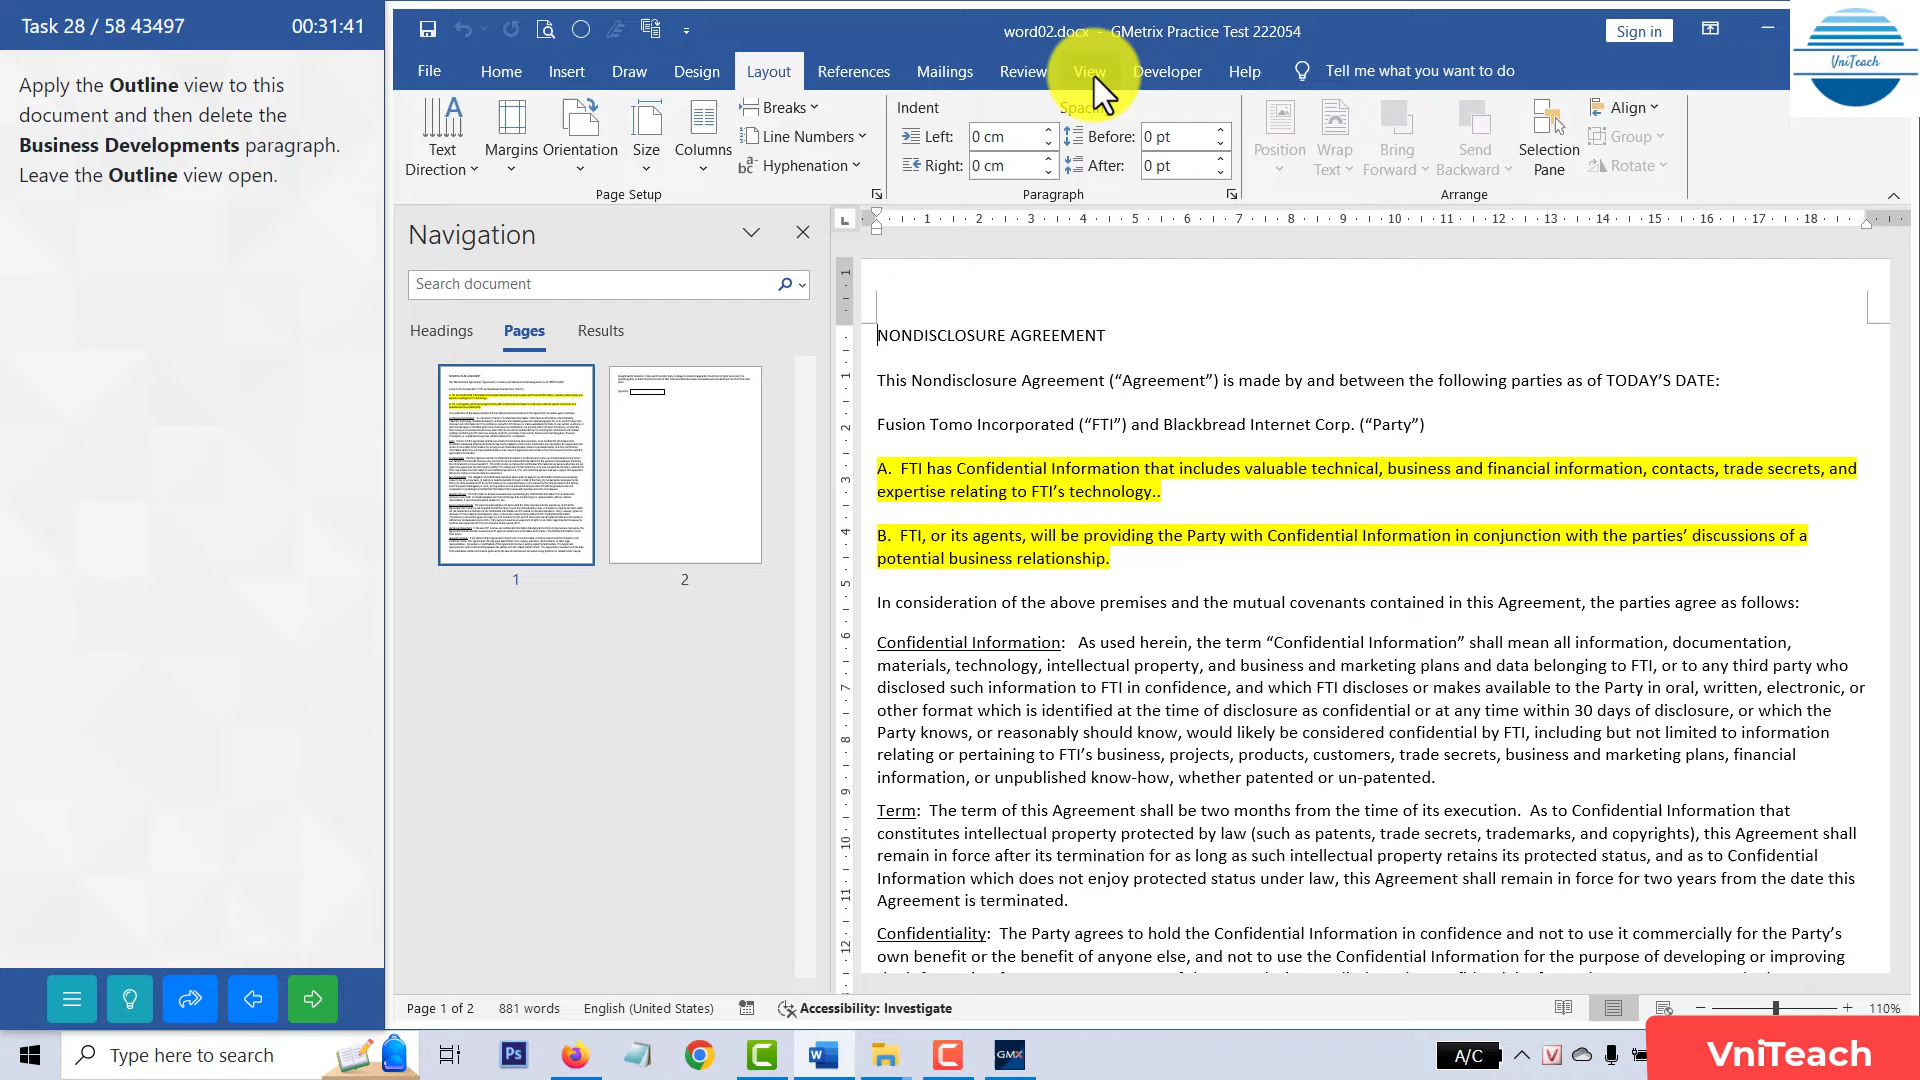 Task 28 / 58 43497
00:31:41
Apply the Outline view to this
document and then delete the
Business Developments paragraph.
Leave the Outline view open.
word02.docx - GMetrix Practice Test 222054
Sign in
UniTeach
File
Home
Insert
Draw
Design
Layout
References
Mailings
Review
View
Developer
Help
Tell me what you want to do
Text
Direction
Margins
Orientation
Size
Columns
Breaks
Line Numbers
Hyphenation
Page Setup
Indent
Left:
0 cm
Right:
0 cm
Before:
0 pt
After:
0 pt
Paragraph
Position
Wrap
Text
Bring
Forward
Send
Backward
Selection
Pane
Align
Group
Rotate
Arrange
Navigation
Search document
Headings
Pages
Results
1
2
1 2 3 4 5 6 7 8 9 10 11 12 13 14 15 16 17 18
NONDISCLOSURE AGREEMENT
This Nondisclosure Agreement (“Agreement”) is made by and between the following parties as of TODAY’S DATE:
Fusion Tomo Incorporated (“FTI”) and Blackbread Internet Corp. (“Party”)
A. FTI has Confidential Information that includes valuable technical, business and financial information, contacts, trade secrets, and
expertise relating to FTI’s technology..
B. FTI, or its agents, will be providing the Party with Confidential Information in conjunction with the parties’ discussions of a
potential business relationship.
In consideration of the above premises and the mutual covenants contained in this Agreement, the parties agree as follows:
Confidential Information: As used herein, the term “Confidential Information” shall mean all information, documentation,
materials, technology, intellectual property, and business and marketing plans and data belonging to FTI, or to any third party who
disclosed such information to FTI in confidence, and which FTI discloses or makes available to the Party in oral, written, electronic, or
other format which is identified at the time of disclosure as confidential or at any time within 30 days of disclosure, or which the
Party knows, or reasonably should know, would likely be considered confidential by FTI, including but not limited to information
relating or pertaining to FTI’s business, projects, products, customers, trade secrets, business and marketing plans, financial
information, or unpublished know-how, whether patented or un-patented.
Term: The term of this Agreement shall be two months from the time of its execution. As to Confidential Information that
constitutes intellectual property protected by law (such as patents, trade secrets, trademarks, and copyrights), this Agreement shall
remain in force after its termination for as long as such intellectual property retains its protected status, and as to Confidential
Information which does not enjoy protected status under law, this Agreement shall remain in force for two years from the date this
Agreement is terminated.
Confidentiality: The Party agrees to hold the Confidential Information in confidence and not to use it commercially for the Party’s
own benefit or the benefit of anyone else, and not to use the Confidential Information for the purpose of developing or improving
Page 1 of 2
881 words
English (United States)
Accessibility: Investigate
110%
Type here to search
Ps
GMX
A/C
VniTeach